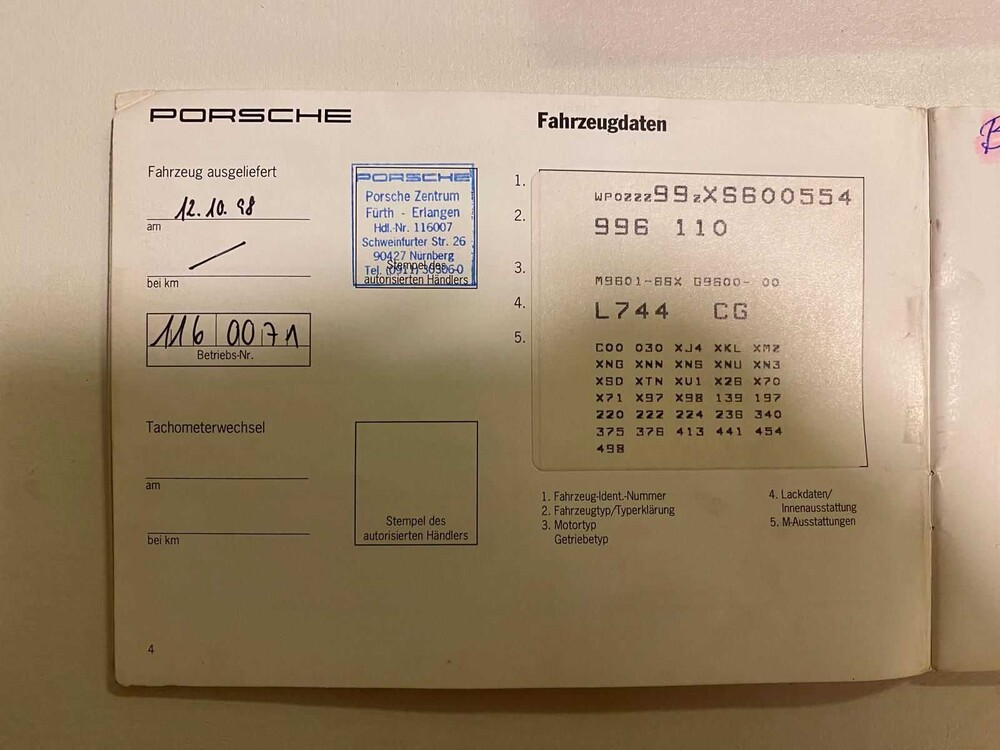 PORSCHE
Fahrzeug ausgeliefert
12.10.98
am
bei km
116 0071
Betriebs-Nr.
PORSCHE
Porsche Zentrum
Fürth - Erlangen
Hdl.-Nr. 116007
Schweinfurter Str. 26
90427 Nürnberg
Tel. (0911)
Stempel des
autorisierten Händlers
Tachometerwechsel
am
bei km
Stempel des
autorisierten Händlers
4
Fahrzeugdaten
1. WPOZZZ99ZXS600554
2. 996 110
3. M9601-66X G9600- 00
4. L744 CG
5. C00 030 XJ4 XKL XMZ
XNG XNN XNS XNU XN3
XSD XTN XU1 X26 X70
X71 X97 X98 139 197
220 222 224 236 340
375 376 413 441 454
498
1. Fahrzeug-Ident.-Nummer
2. Fahrzeugtyp/Typerklärung
3. Motortyp
Getriebetyp
4. Lackdaten/
Innenausstattung
5. M-Ausstattungen